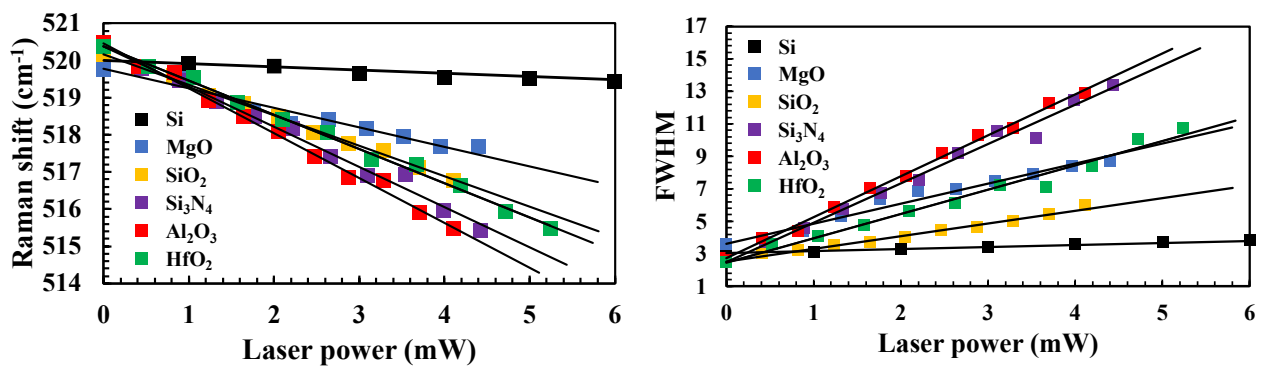 Raman shift (cm⁻¹)
521
520
519
518
517
516
515
514
Si
MgO
SiO₂
Si₃N₄
Al₂O₃
HfO₂
0 1 2 3 4 5 6
Laser power (mW)
FWHM
17
15
13
11
9
7
5
3
1
Si
MgO
SiO₂
Si₃N₄
Al₂O₃
HfO₂
0 1 2 3 4 5 6
Laser power (mW)